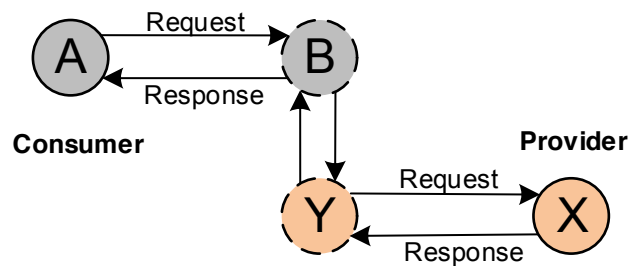 Request
A
B
Response
Consumer
Provider
Request
Y
X
Response